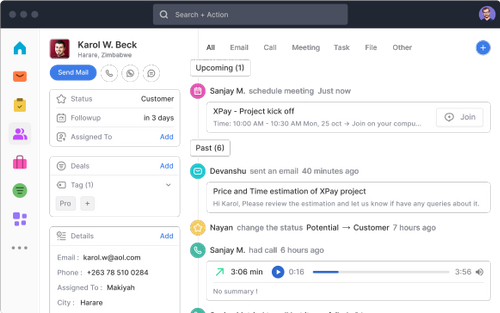 Search + Action
Karol W. Beck
Harare, Zimbabwe
Send Mail
Status Customer
Followup in 3 days
Assigned To Add
Deals Add
Tag (1)
Pro +
Details Add
Email : karol.w@aol.com
Phone : +263 78 510 0284
Assigned To : Makiyah
City : Harare
All Email Call Meeting Task File Other
Upcoming (1)
Sanjay M. schedule meeting Just now
XPay - Project kick off
Time: 10:00 AM - 10:30 AM Mon, 25 oct → Join on your compu...
Join
Past (6)
Devanshu sent an email 40 minutes ago
Price and Time estimation of XPay project
Hi Karol, Please review the estimation and let us know if have any queries about it.
Nayan change the status Potential → Customer 7 hours ago
Sanjay M. had call 6 hours ago
3:06 min 0:16 3:56
No summary !